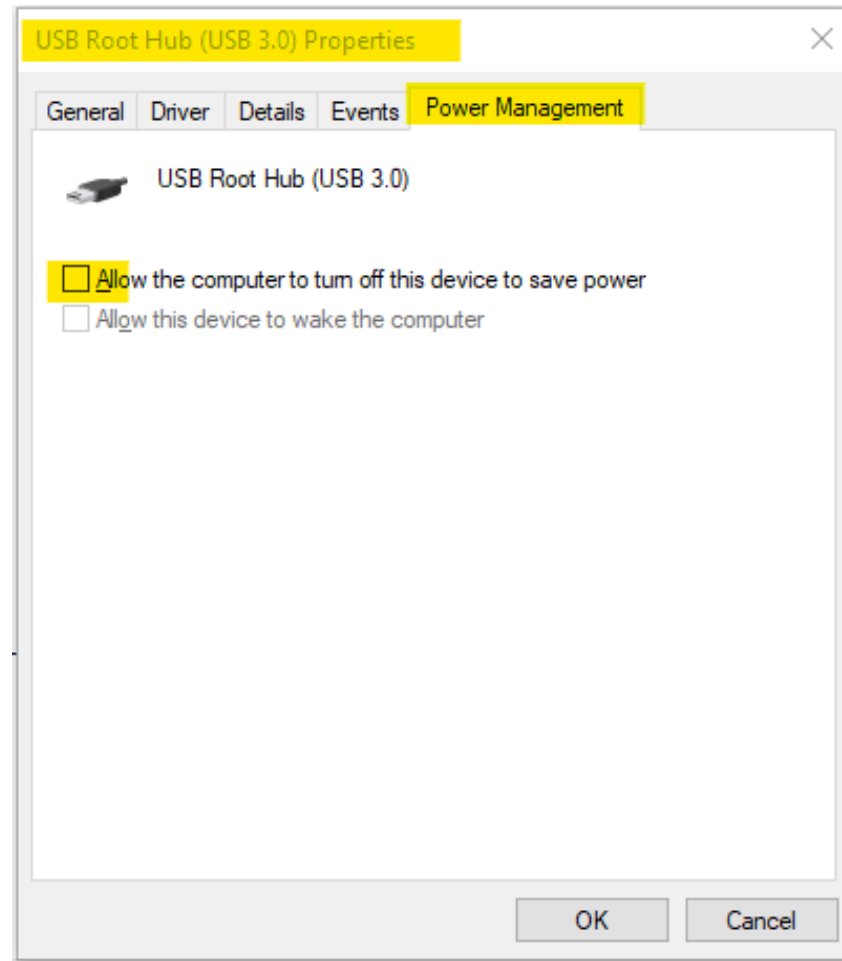 USB Root Hub (USB 3.0) Properties
General Driver Details Events Power Management
USB Root Hub (USB 3.0)
Allow the computer to turn off this device to save power
Allow this device to wake the computer
OK Cancel